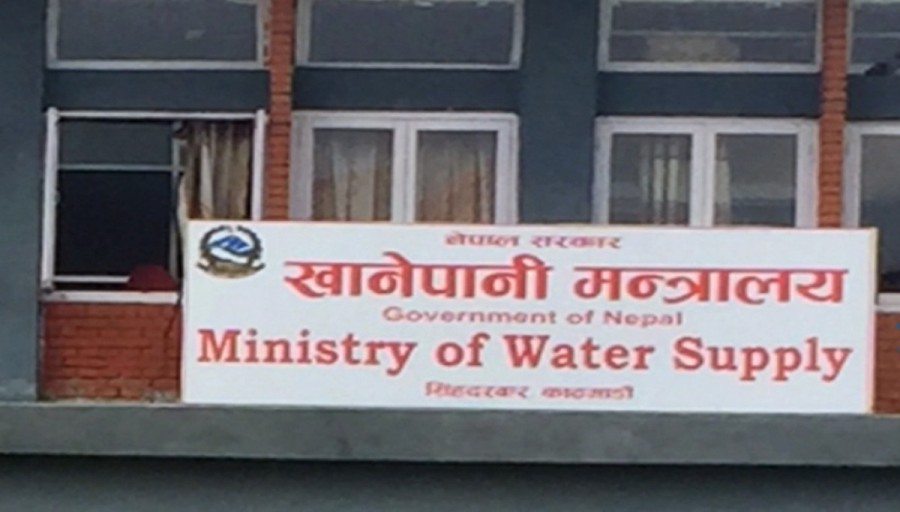 नेपाल सरकार
खानेपानी मन्त्रालय
Government of Nepal
Ministry of Water Supply
सिंहदरबार, काठमाडौं